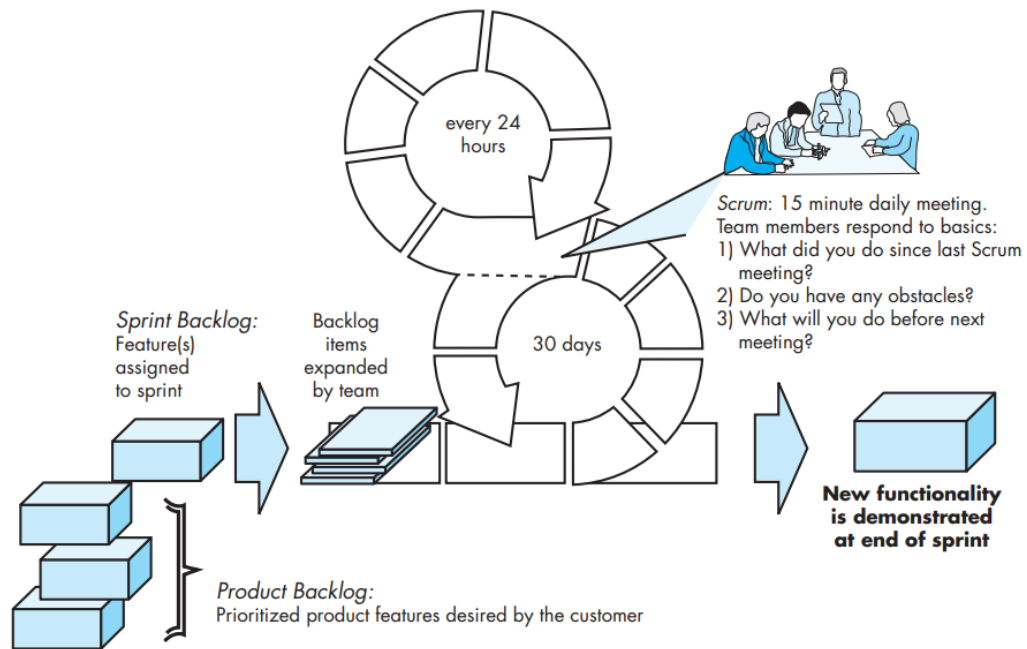 every 24
hours
Scrum: 15 minute daily meeting.
Team members respond to basics:
1) What did you do since last Scrum
meeting?
2) Do you have any obstacles?
3) What will you do before next
meeting?
Sprint Backlog:
Feature(s)
assigned
to sprint
Backlog
items
expanded
by team
30 days
New functionality
is demonstrated
at end of sprint
Product Backlog:
Prioritized product features desired by the customer